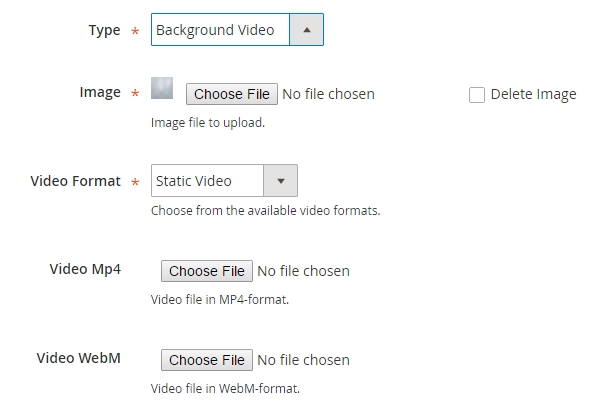 Type * Background Video
Image * Choose File No file chosen Delete Image
Image file to upload.
Video Format * Static Video
Choose from the available video formats.
Video Mp4 Choose File No file chosen
Video file in MP4-format.
Video WebM Choose File No file chosen
Video file in WebM-format.